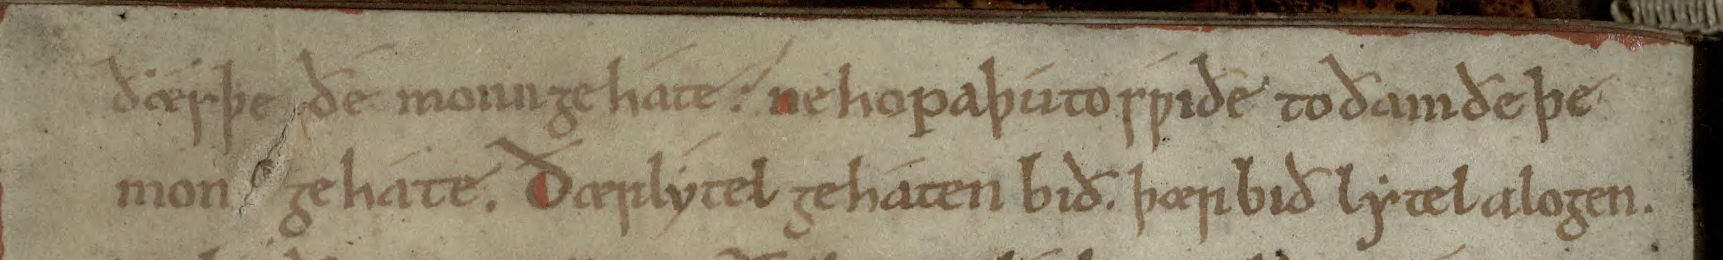 ðæs þe ðe monn gehate. ne hopa þu to swiðe to ðam ðe þe
mon gehate. Ðær lytel gehaten bið. þær bið lytel alogen.